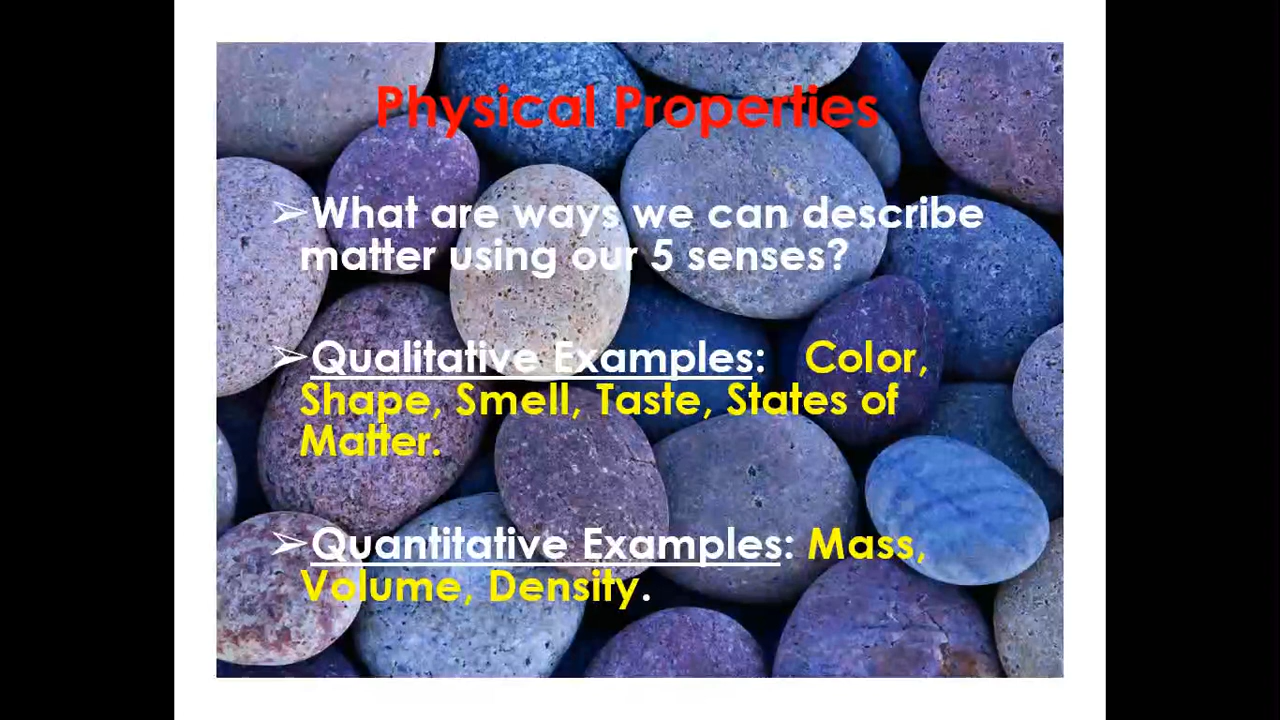 Physical Properties
➢What are ways we can describe
matter using our 5 senses?
➢Qualitative Examples: Color,
Shape, Smell, Taste, States of
Matter.
➢Quantitative Examples: Mass,
Volume, Density.